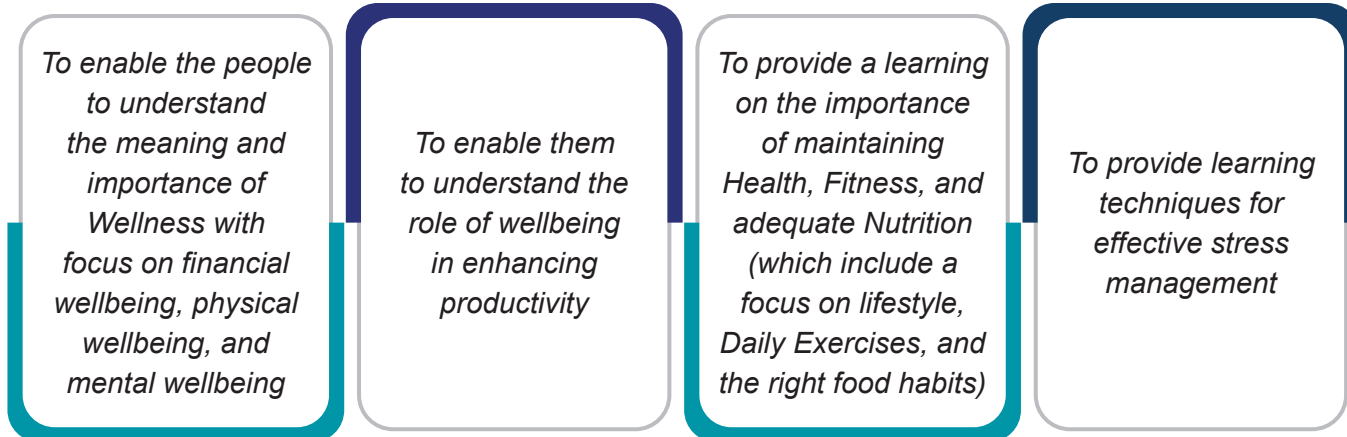 To enable the people
to understand
the meaning and
importance of
Wellness with
focus on financial
wellbeing, physical
wellbeing, and
mental wellbeing
To enable them
to understand the
role of wellbeing
in enhancing
productivity
To provide a learning
on the importance
of maintaining
Health, Fitness, and
adequate Nutrition
(which include a
focus on lifestyle,
Daily Exercises, and
the right food habits)
To provide learning
techniques for
effective stress
management